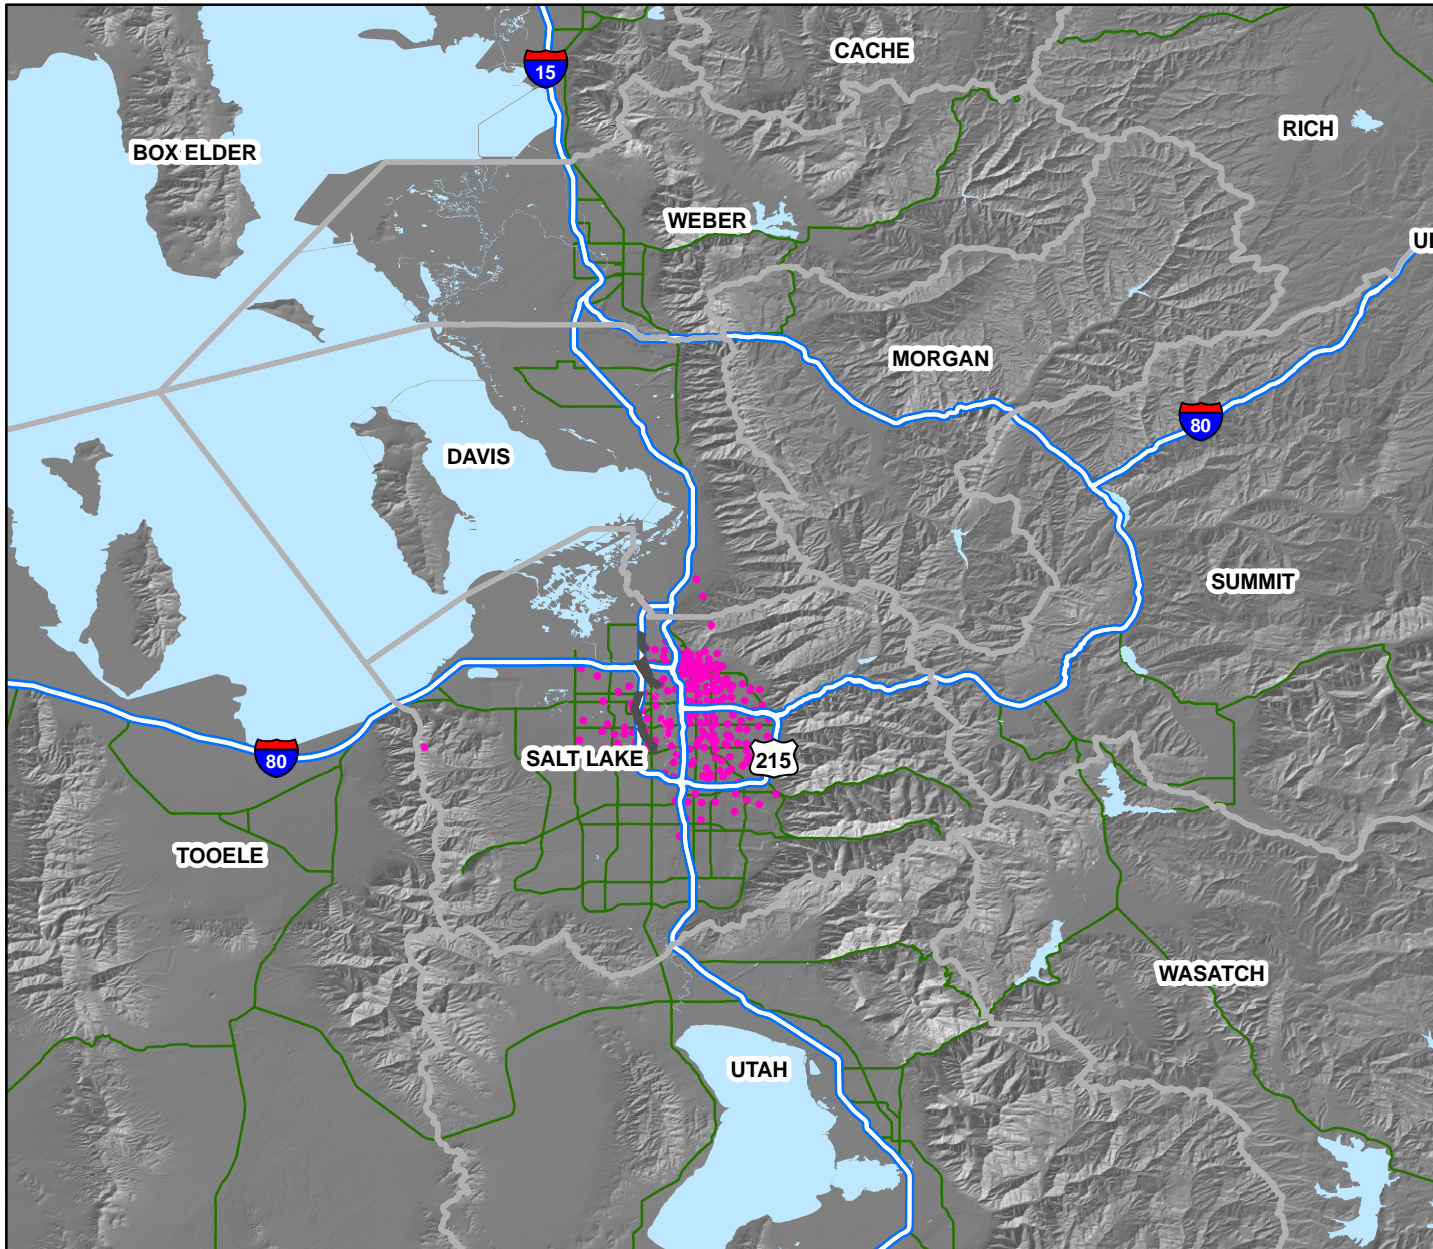 CACHE
15
RICH
BOX ELDER
WEBER
MORGAN
80
DAVIS
SUMMIT
SALT LAKE
215
80
TOOELE
WASATCH
UTAH